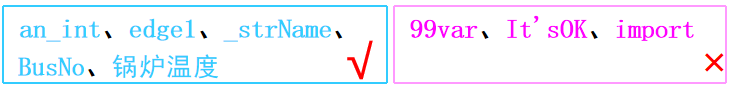 an_int、edge1、_strName、
BusNo、锅炉温度
√
99var、It'sOK、import
×